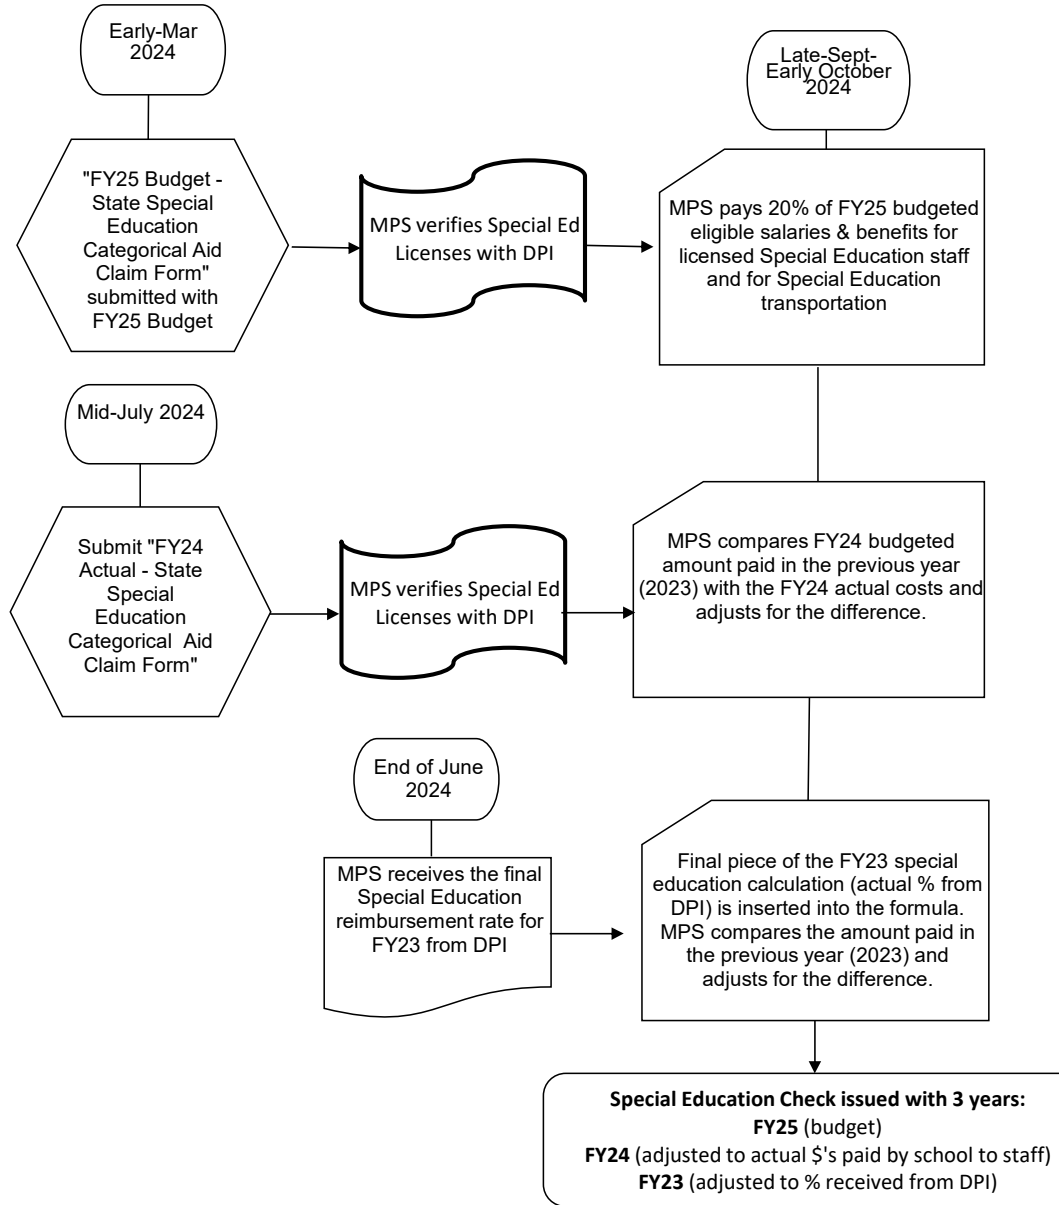 Early-Mar
2024
Late-Sept-
Early October
2024
"FY25 Budget -
State Special
Education
Categorical Aid
Claim Form"
submitted with
FY25 Budget
MPS verifies Special Ed
Licenses with DPI
MPS pays 20% of FY25 budgeted
eligible salaries & benefits for
licensed Special Education staff
and for Special Education
transportation
Mid-July 2024
Submit "FY24
Actual - State
Special
Education
Categorical  Aid
Claim Form"
MPS verifies Special Ed
Licenses with DPI
MPS compares FY24 budgeted
amount paid in the previous year
(2023) with the FY24 actual costs and
adjusts for the difference.
End of June
2024
MPS receives the final
Special Education
reimbursement rate for
FY23 from DPI
Final piece of the FY23 special
education calculation (actual % from
DPI) is inserted into the formula.
MPS compares the amount paid in
the previous year (2023) and
adjusts for the difference.
Special Education Check issued with 3 years:
FY25 (budget)
FY24 (adjusted to actual $'s paid by school to staff)
FY23 (adjusted to % received from DPI)